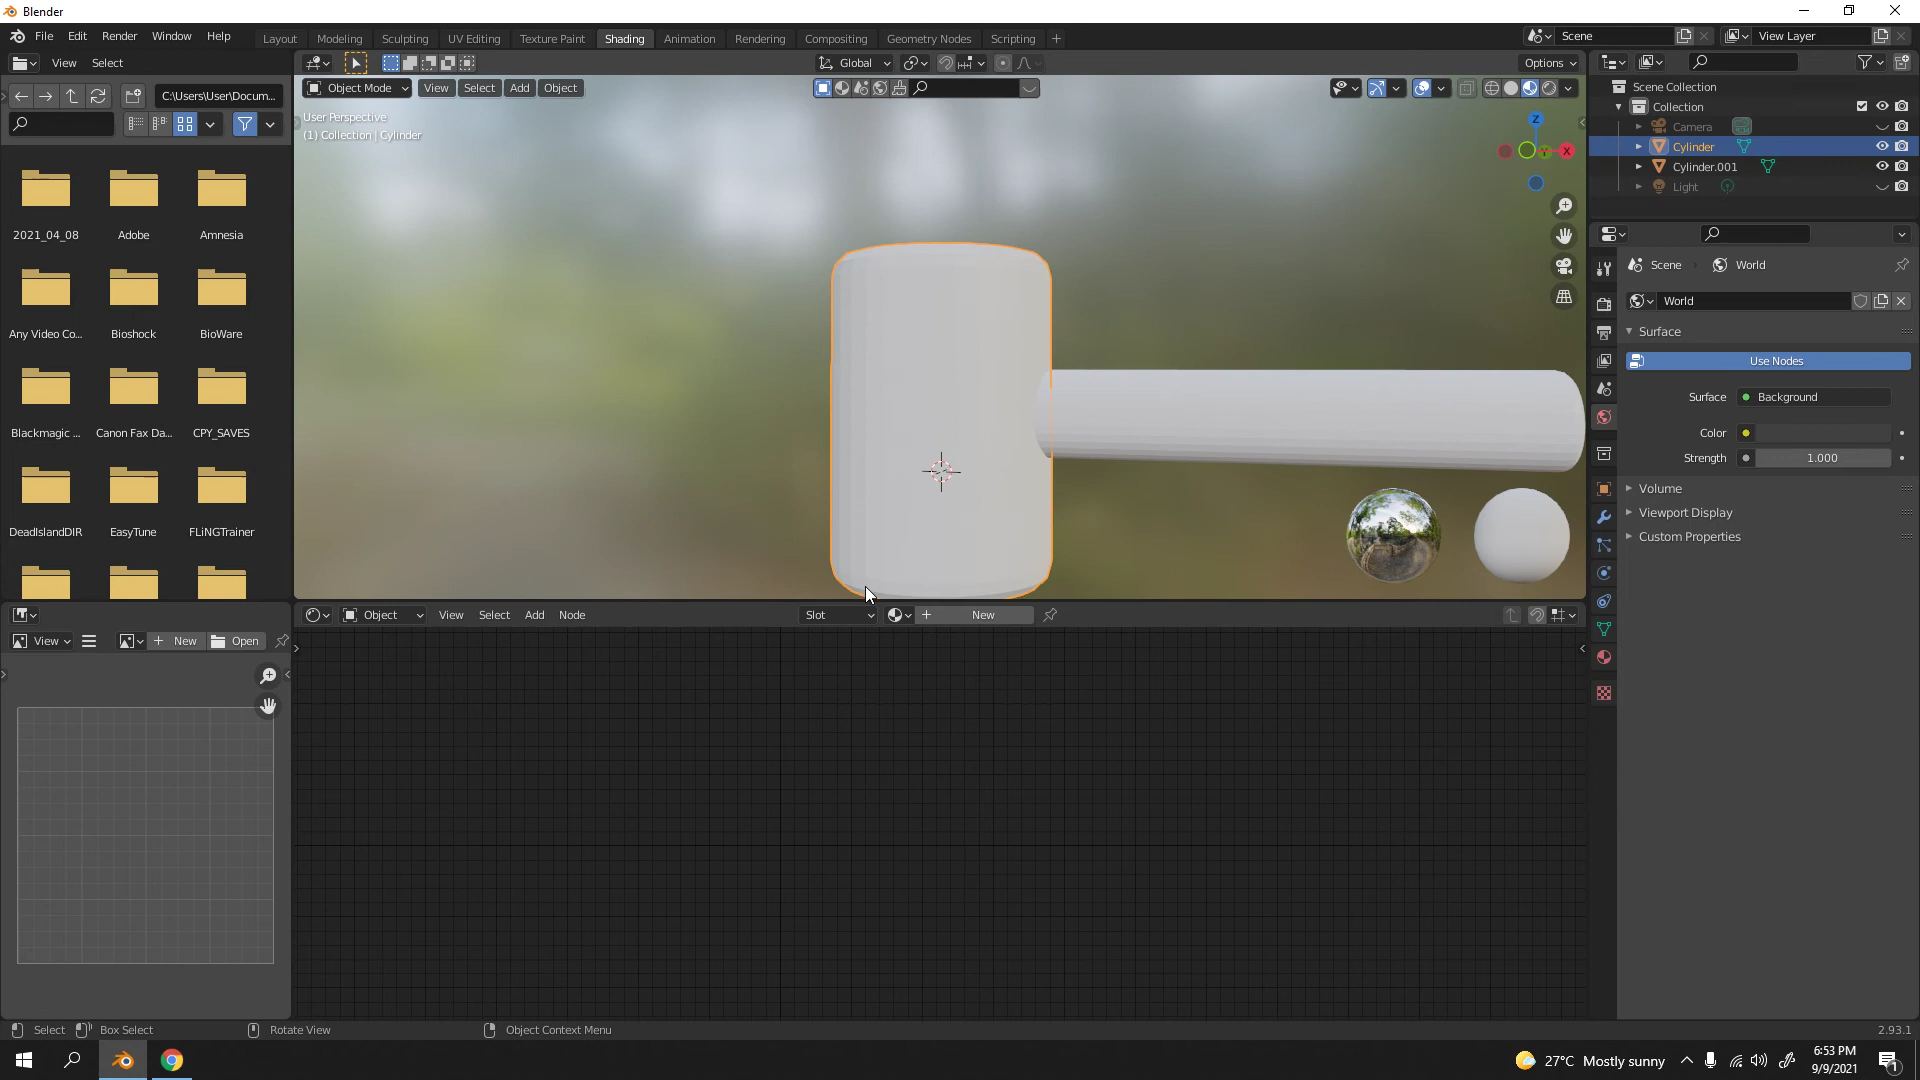 Blender
File Edit Render Window Help
Layout Modeling Sculpting UV Editing Texture Paint Shading Animation Rendering Compositing Geometry Nodes Scripting
Scene
View Layer
View Select
Global
Options
C:\Users\User\Docum...
Object Mode View Select Add Object
User Perspective
(1) Collection | Cylinder
Z
X
Y
Scene Collection
Collection
Camera
Cylinder
Cylinder.001
Light
Scene World
World
Surface
Use Nodes
Surface Background
Color
Strength 1.000
Volume
Viewport Display
Custom Properties
2021_04_08 Adobe Amnesia
Any Video Co... Bioshock BioWare
Blackmagic ... Canon Fax Da... CPY_SAVES
DeadIslandDIR EasyTune FLiNGTrainer
View New Open
Object View Select Add Node Slot New
Select Box Select Rotate View Object Context Menu 2.93.1
27°C Mostly sunny
6:53 PM
9/9/2021
1